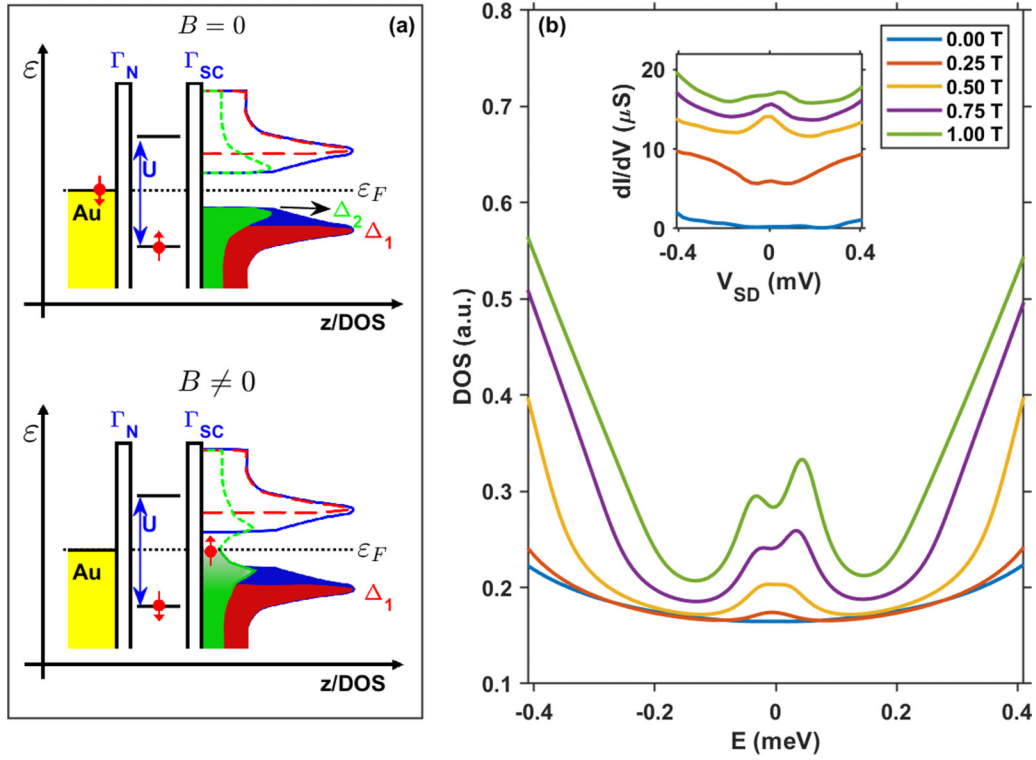 B = 0
(a)
ε
Γ_N Γ_SC
U
ε_F
Au
Δ_2
Δ_1
z/DOS
B ≠ 0
ε
Γ_N Γ_SC
U
ε_F
Au
Δ_1
z/DOS
(b)
0.00 T
0.25 T
0.50 T
0.75 T
1.00 T
dI/dV (μS)
20
10
0
-0.4 0 0.4
V_SD (mV)
DOS (a.u.)
0.8
0.7
0.6
0.5
0.4
0.3
0.2
0.1
-0.4 -0.2 0 0.2 0.4
E (meV)